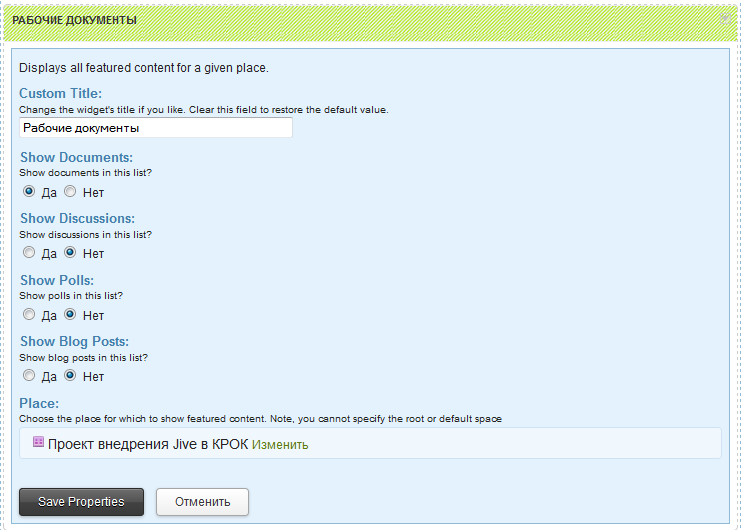 РАБОЧИЕ ДОКУМЕНТЫ
Displays all featured content for a given place.
Custom Title:
Change the widget's title if you like. Clear this field to restore the default value.
Рабочие документы
Show Documents:
Show documents in this list?
Да Нет
Show Discussions:
Show discussions in this list?
Да Нет
Show Polls:
Show polls in this list?
Да Нет
Show Blog Posts:
Show blog posts in this list?
Да Нет
Place:
Choose the place for which to show featured content. Note, you cannot specify the root or default space
Проект внедрения Jive в КРОК Изменить
Save Properties Отменить